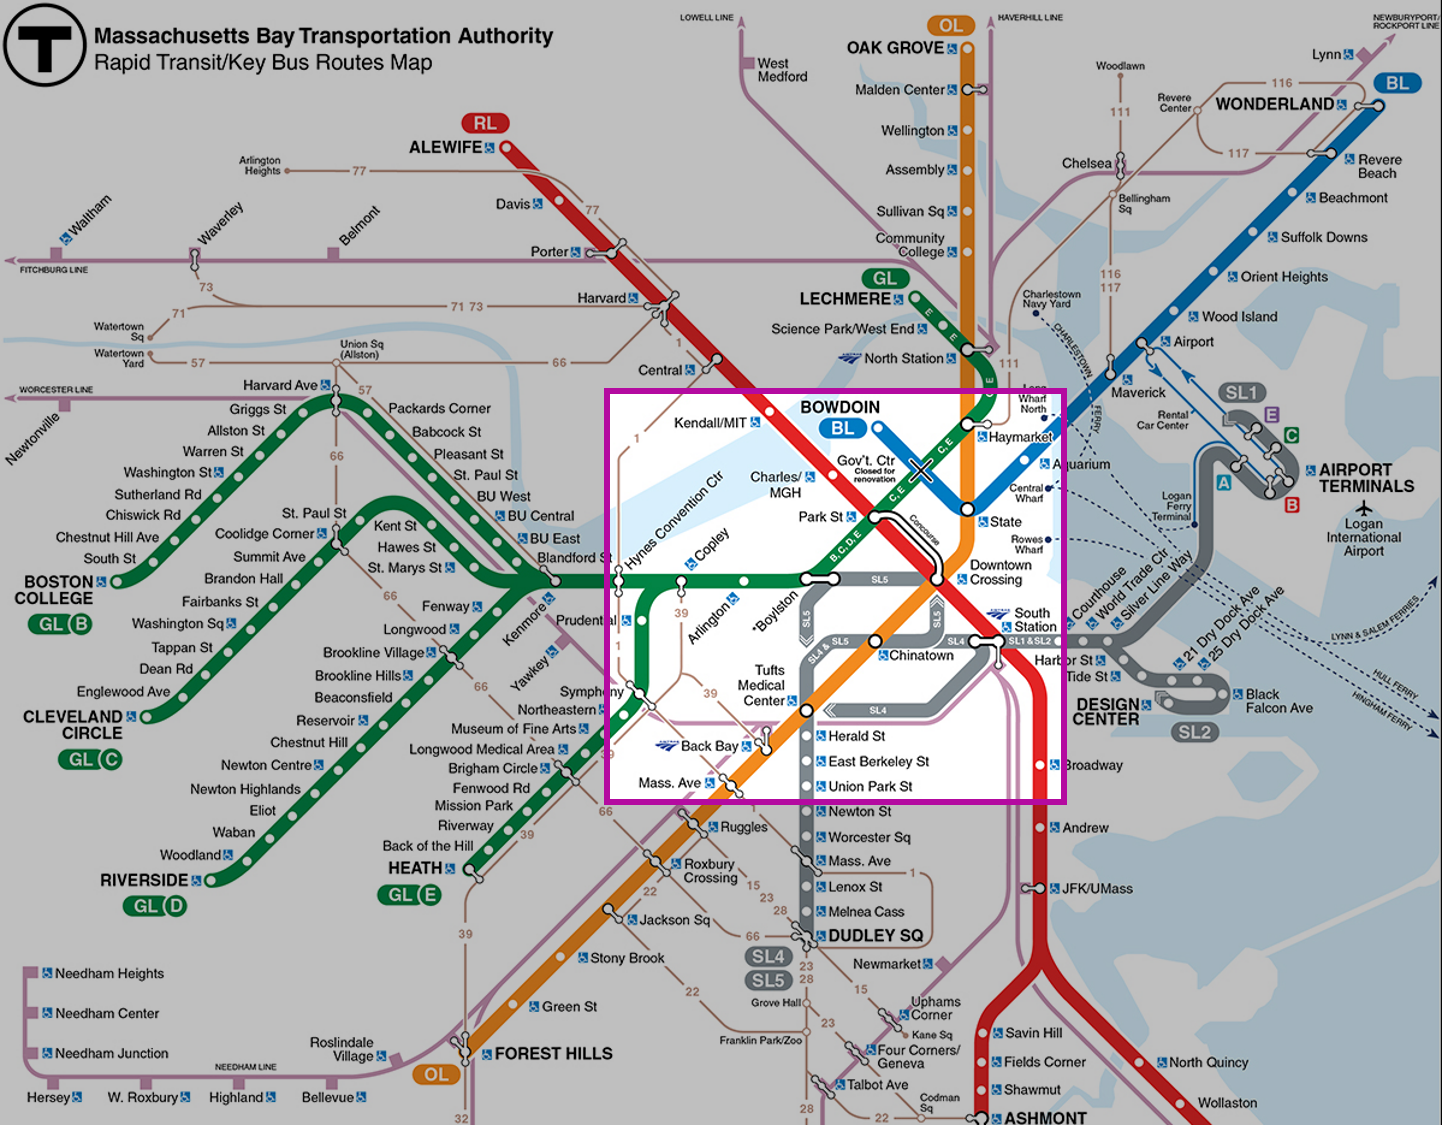 T
Massachusetts Bay Transportation Authority
Rapid Transit/Key Bus Routes Map
LOWELL LINE
HAVERHILL LINE
NEWBURYPORT/
ROCKPORT LINE
OL
OAK GROVE
West
Medford
Malden Center
Wellington
Assembly
Sullivan Sq
Community
College
Woodlawn
111
Revere
Center
116
Lynn
BL
WONDERLAND
117
Revere
Beach
Chelsea
Bellingham
Sq
Beachmont
Suffolk Downs
Orient Heights
Wood Island
Airport
Maverick
116
117
RL
ALEWIFE
Arlington
Heights
77
77
Davis
Porter
Harvard
Central
Waltham
Waverley
Belmont
FITCHBURG LINE
73
71
71 73
Watertown
Sq
Watertown
Yard
57
Union Sq
(Allston)
66
1
GL
LECHMERE
E
E
E
Science Park/West End
North Station
E
111
Charlestown
Navy Yard
CHARLESTOWN
FERRY
Long
Wharf
North
WORCESTER LINE
Newtonville
Harvard Ave
57
Griggs St
Allston St
Warren St
Washington St
Sutherland Rd
Chiswick Rd
Chestnut Hill Ave
South St
BOSTON
COLLEGE
GL B
Packards Corner
Babcock St
Pleasant St
St. Paul St
BU West
BU Central
BU East
Blandford St
66
St. Paul St
Coolidge Corner
Summit Ave
Brandon Hall
Fairbanks St
Washington Sq
Tappan St
Dean Rd
Englewood Ave
CLEVELAND
CIRCLE
GL C
Kent St
Hawes St
St. Marys St
66
Kenmore
Yawkey
Fenway
Longwood
Brookline Village
Brookline Hills
Beaconsfield
Reservoir
Chestnut Hill
Newton Centre
Newton Highlands
Eliot
Waban
Woodland
RIVERSIDE
GL D
66
Kendall/MIT
BOWDOIN
BL
Gov't. Ctr
Closed for
renovation
C, E
C, E
Haymarket
Charles/
MGH
Park St
Concourse
B, C, D, E
1
Hynes Convention Ctr
Copley
Arlington
*Boylston
Aquarium
Central
Wharf
State
Rowes
Wharf
Downtown
Crossing
SL5
SL5
SL5
SL4 & SL5
SL4
SL1 & SL2
South
Station
Chinatown
Tufts
Medical
Center
SL4
Prudential
39
1
Symphony
Northeastern
39
Museum of Fine Arts
Longwood Medical Area
Brigham Circle
Fenwood Rd
Mission Park
Riverway
Back of the Hill
HEATH
GL E
39
39
66
39
Back Bay
Mass. Ave
Herald St
East Berkeley St
Union Park St
Newton St
Worcester Sq
Mass. Ave
Lenox St
Melnea Cass
DUDLEY SQ
1
SL4
SL5
SL1
E
C
A
B
Rental
Car Center
AIRPORT
TERMINALS
Logan
International
Airport
Logan
Ferry
Terminal
Courthouse
World Trade Ctr
Silver Line Way
Harbor St
Tide St
21 Dry Dock Ave
25 Dry Dock Ave
DESIGN
CENTER
Black
Falcon Ave
SL2
LYNN & SALEM FERRIES
HULL FERRY
HINGHAM FERRY
Broadway
Andrew
JFK/UMass
Ruggles
Roxbury
Crossing
Jackson Sq
Stony Brook
Green St
FOREST HILLS
OL
15
23
28
22
66
22
23
28
Grove Hall
23
Franklin Park/Zoo
28
15
Newmarket
Uphams
Corner
Kane Sq
Four Corners/
Geneva
Talbot Ave
Codman
Sq
22
Savin Hill
Fields Corner
Shawmut
ASHMONT
North Quincy
Wollaston
Needham Heights
Needham Center
Needham Junction
Hersey
W. Roxbury
Highland
Bellevue
NEEDHAM LINE
Roslindale
Village
32